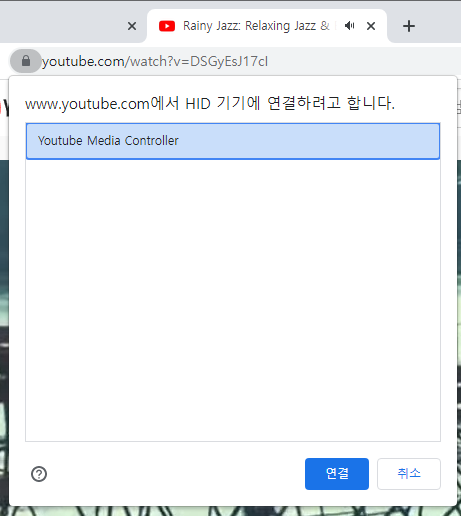 Rainy Jazz: Relaxing Jazz &
youtube.com/watch?v=DSGyEsJ17cI
www.youtube.com에서 HID 기기에 연결하려고 합니다.
Youtube Media Controller
연결
취소